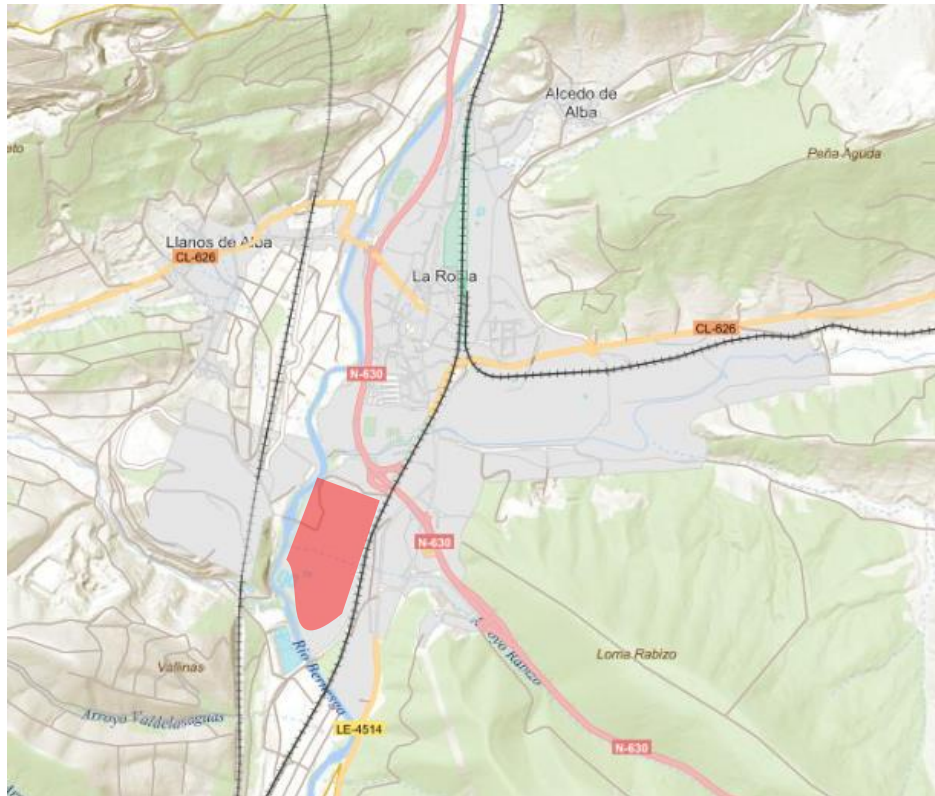 Alcedo de
Alba
Peña Aguda
Llanos de Alba
CL-626
La Robla
CL-626
N-630
N-630
Arroyo Rabizo
Loma Rabizo
Río Bernesga
Vallinas
Arroyo Valdelasaguas
LE-4514
N-630